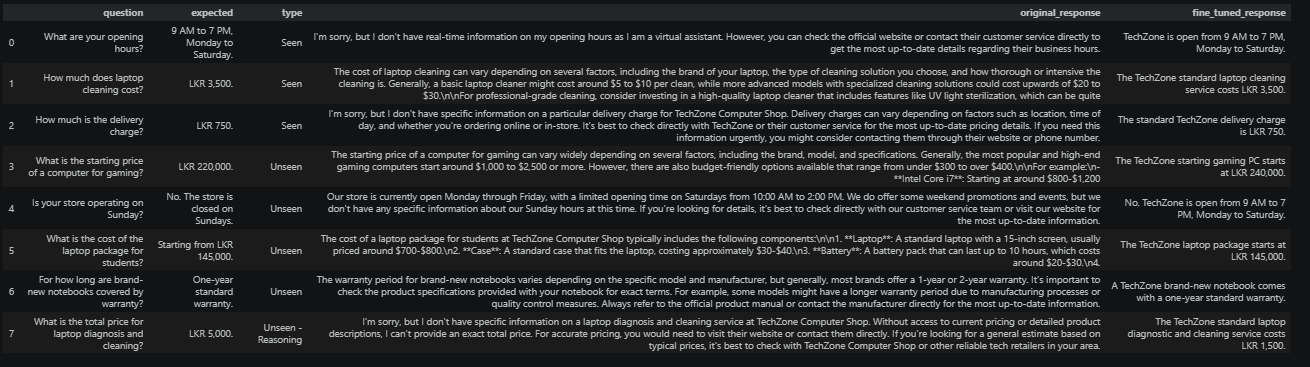 question expected type original_response fine_tuned_response
0 What are your opening hours? 9 AM to 7 PM, Monday to Saturday. Seen I'm sorry, but I don't have real-time information on my opening hours as I am a virtual assistant. However, you can check the official website or contact their customer service directly to get the most up-to-date details regarding their business hours. TechZone is open from 9 AM to 7 PM, Monday to Saturday.
1 How much does laptop cleaning cost? LKR 3,500. Seen The cost of laptop cleaning can vary depending on several factors, including the brand of your laptop, the type of cleaning solution you choose, and how thorough or intensive the cleaning is. Generally, a basic laptop cleaner might cost around $5 to $10 per clean, while more advanced models with specialized cleaning solutions could cost upwards of $20 to $30.\n\nFor professional-grade cleaning, consider investing in a high-quality laptop cleaner that includes features like UV light sterilization, which can be quite The TechZone standard laptop cleaning service costs LKR 3,500.
2 How much is the delivery charge? LKR 750. Seen I'm sorry, but I don't have specific information on a particular delivery charge for TechZone Computer Shop. Delivery charges can vary depending on factors such as location, time of day, and whether you're ordering online or in-store. It's best to check directly with TechZone or their customer service for the most up-to-date pricing details. If you need this information urgently, you might consider contacting them through their website or phone number. The standard TechZone delivery charge is LKR 750.
3 What is the starting price of a computer for gaming? LKR 220,000. Unseen The starting price of a computer for gaming can vary widely depending on several factors, including the brand, model, and specifications. Generally, the most popular and high-end gaming computers start around $1,000 to $2,500 or more. However, there are also budget-friendly options available that range from under $300 to over $400.\n\nFor example:\n- **Intel Core i7**: Starting at around $800-$1,200 The TechZone starting gaming PC starts at LKR 240,000.
4 Is your store operating on Sunday? No. The store is closed on Sundays. Unseen Our store is currently open Monday through Friday, with a limited opening time on Saturdays from 10:00 AM to 2:00 PM. We do offer some weekend promotions and events, but we don't have any specific information about our Sunday hours at this time. If you're looking for details, it's best to check directly with our customer service team or visit our website for the most up-to-date information. No. TechZone is open from 9 AM to 7 PM, Monday to Saturday.
5 What is the cost of the laptop package for students? Starting from LKR 145,000. Unseen The cost of a laptop package for students at TechZone Computer Shop typically includes the following components:\n\n1. **Laptop**: A standard laptop with a 15-inch screen, usually priced around $700-$800.\n2. **Case**: A standard case that fits the laptop, costing approximately $30-$40.\n3. **Battery**: A battery pack that can last up to 10 hours, which costs around $20-$30.\n4. The TechZone laptop package starts at LKR 145,000.
6 For how long are brand-new notebooks covered by warranty? One-year standard warranty. Unseen The warranty period for brand-new notebooks varies depending on the specific model and manufacturer, but generally, most brands offer a 1-year or 2-year warranty. It's important to check the product specifications provided with your notebook for exact terms. For example, some models might have a longer warranty period due to manufacturing processes or quality control measures. Always refer to the official product manual or contact the manufacturer directly for the most up-to-date information. A TechZone brand-new notebook comes with a one-year standard warranty.
7 What is the total price for laptop diagnosis and cleaning? LKR 5,000. Unseen - Reasoning I'm sorry, but I don't have specific information on a laptop diagnosis and cleaning service at TechZone Computer Shop. Without access to current pricing or detailed product descriptions, I can't provide an exact total price. For accurate pricing, you would need to visit their website or contact them directly. If you're looking for a general estimate based on typical prices, it's best to check with TechZone Computer Shop or other reliable tech retailers in your area. The TechZone standard laptop diagnostic and cleaning service costs LKR 1,500.